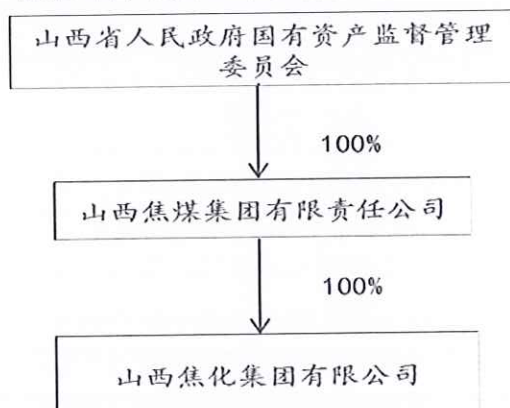 山西省人民政府国有资产监督管理
委员会
100%
山西焦煤集团有限责任公司
100%
山西焦化集团有限公司